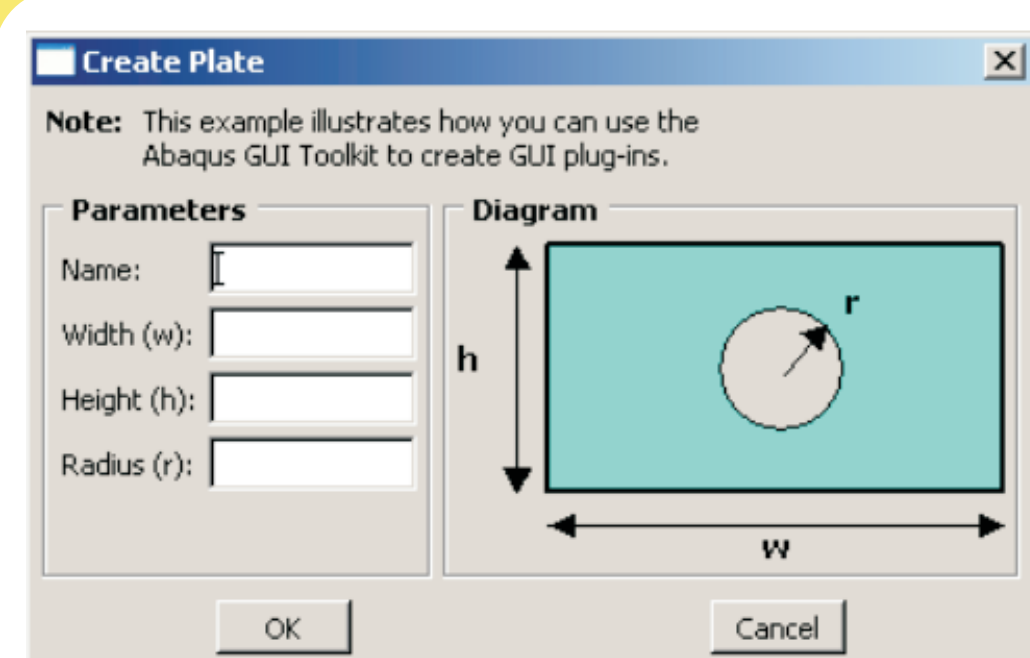 Create Plate
Note: This example illustrates how you can use the
Abaqus GUI Toolkit to create GUI plug-ins.
Parameters
Name:
Width (w):
Height (h):
Radius (r):
Diagram
r
h
w
OK
Cancel